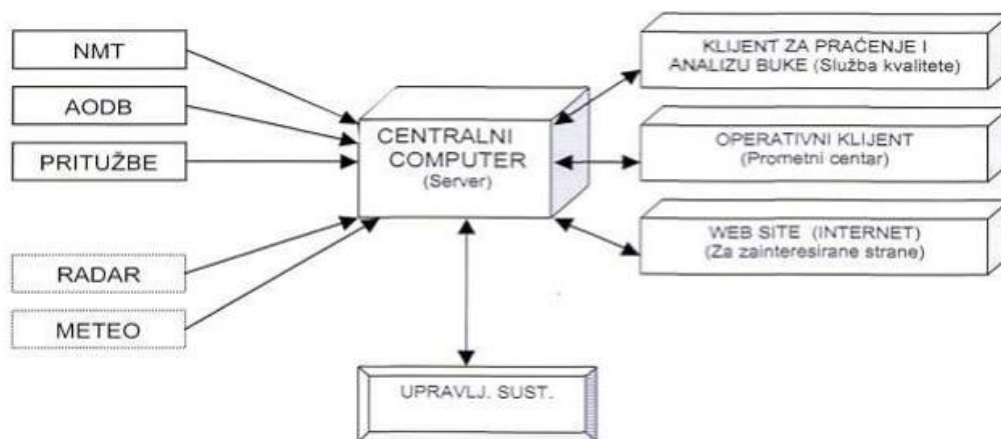 NMT
AODB
PRITUŽBE
RADAR
METEO
CENTRALNI
COMPUTER
(Server)
KLIJENT ZA PRAĆENJE I
ANALIZU BUKE (Služba kvalitete)
OPERATIVNI KLIJENT
(Prometni centar)
WEB SITE (INTERNET)
(Za zainteresirane strane)
UPRAVLJ. SUST.